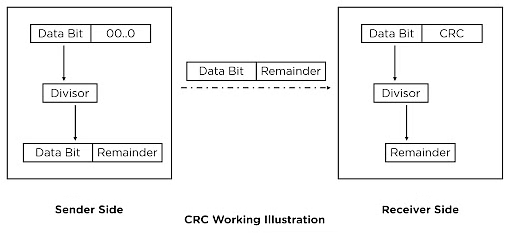 Data Bit 00..0
Divisor
Data Bit Remainder
Sender Side
Data Bit Remainder
CRC Working Illustration
Data Bit CRC
Divisor
Remainder
Receiver Side